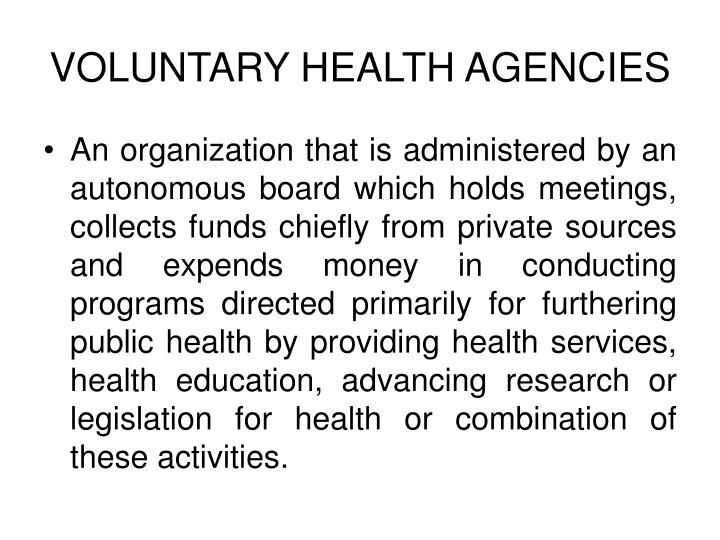 VOLUNTARY HEALTH AGENCIES
• An organization that is administered by an
autonomous board which holds meetings,
collects funds chiefly from private sources
and expends money in conducting
programs directed primarily for furthering
public health by providing health services,
health education, advancing research or
legislation for health or combination of
these activities.